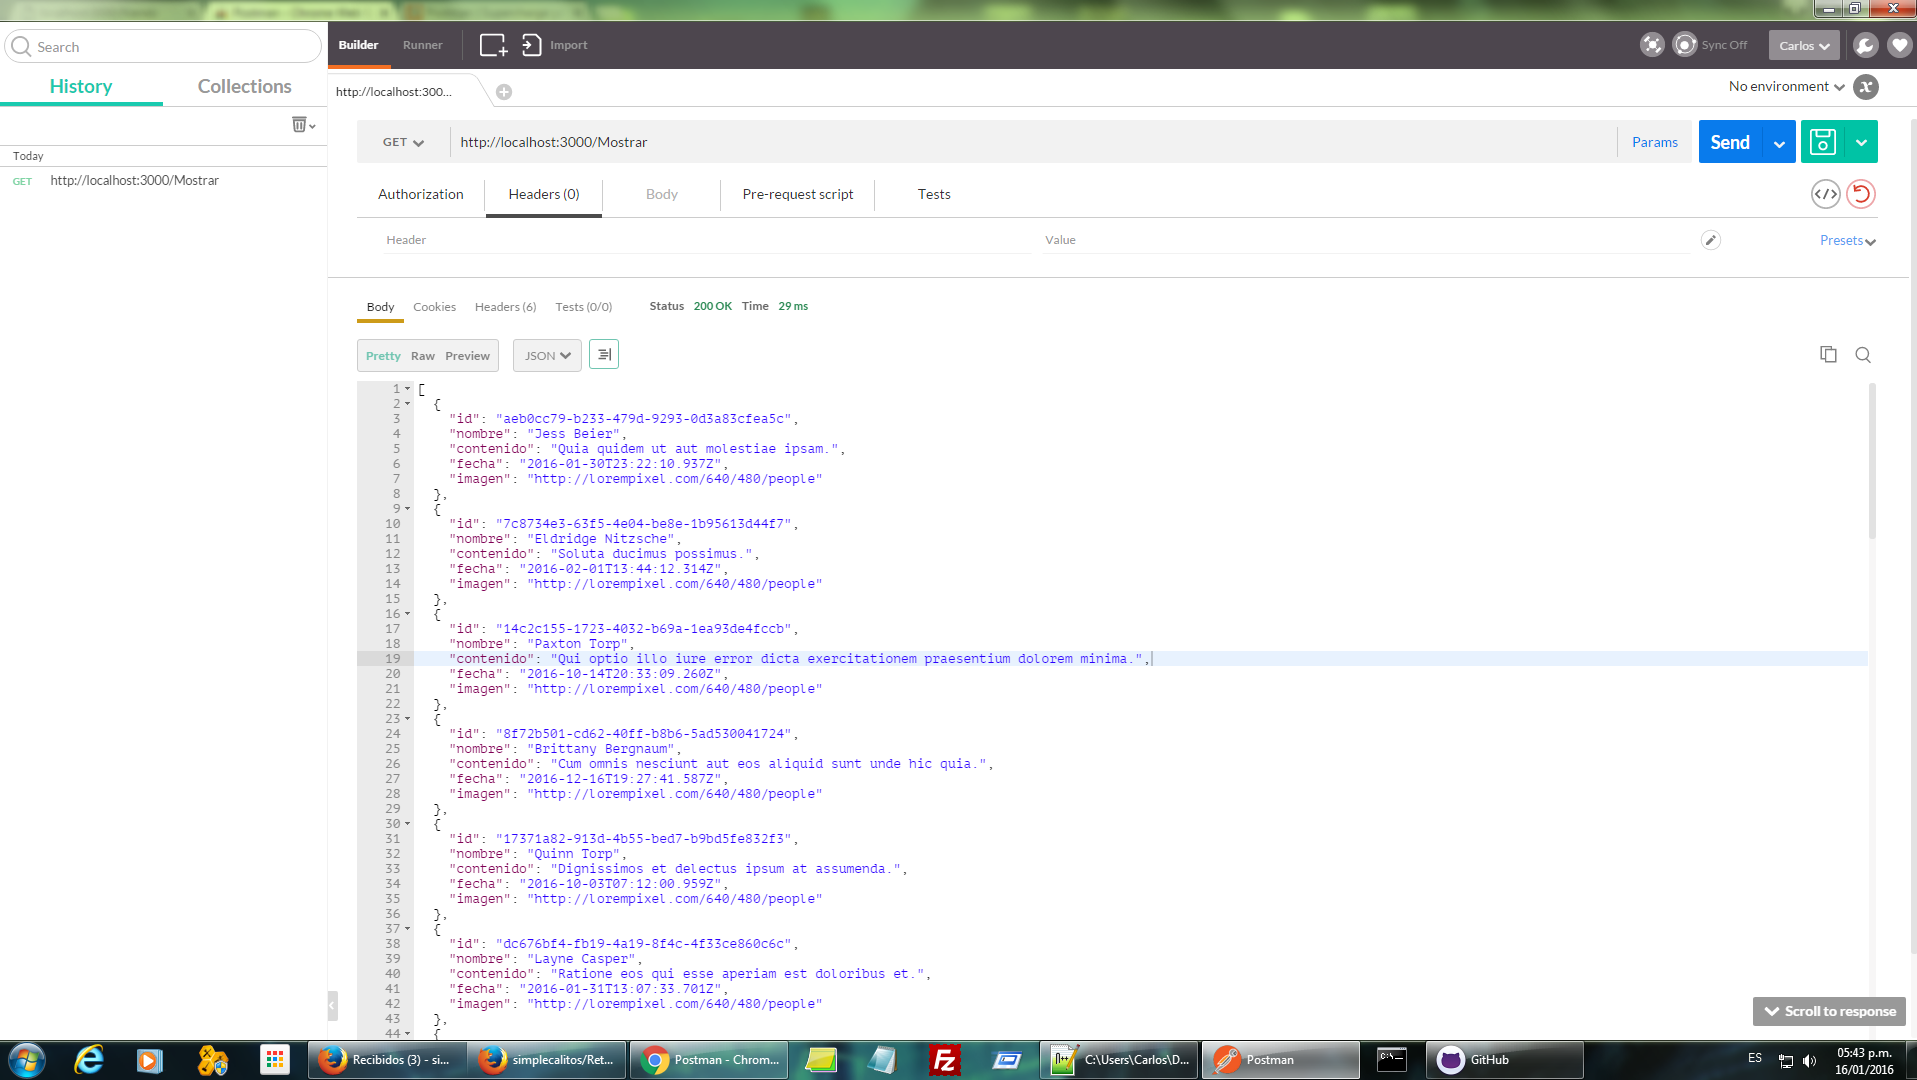 Search
History
Collections
Today
GET http://localhost:3000/Mostrar
Builder
Runner
Import
Sync Off
Carlos
http://localhost:300...
No environment
GET
http://localhost:3000/Mostrar
Params
Send
Authorization
Headers (0)
Body
Pre-request script
Tests
Header
Value
Presets
Body
Cookies
Headers (6)
Tests (0/0)
Status 200 OK Time 29 ms
Pretty Raw Preview
JSON
1 [
2 {
3 "id": "aeb0cc79-b233-479d-9293-0d3a83cfea5c",
4 "nombre": "Jess Beier",
5 "contenido": "Quia quidem ut aut molestiae ipsam.",
6 "fecha": "2016-01-30T23:22:10.937Z",
7 "imagen": "http://lorempixel.com/640/480/people"
8 },
9 {
10 "id": "7c8734e3-63f5-4e04-be8e-1b95613d44f7",
11 "nombre": "Eldridge Nitzsche",
12 "contenido": "Soluta ducimus possimus.",
13 "fecha": "2016-02-01T13:44:12.314Z",
14 "imagen": "http://lorempixel.com/640/480/people"
15 },
16 {
17 "id": "14c2c155-1723-4032-b69a-1ea93de4fccb",
18 "nombre": "Paxton Torp",
19 "contenido": "Qui optio illo iure error dicta exercitationem praesentium dolorem minima.",
20 "fecha": "2016-10-14T20:33:09.260Z",
21 "imagen": "http://lorempixel.com/640/480/people"
22 },
23 {
24 "id": "8f72b501-cd62-40ff-b8b6-5ad530041724",
25 "nombre": "Brittany Bergnaum",
26 "contenido": "Cum omnis nesciunt aut eos aliquid sunt unde hic quia.",
27 "fecha": "2016-12-16T19:27:41.587Z",
28 "imagen": "http://lorempixel.com/640/480/people"
29 },
30 {
31 "id": "17371a82-913d-4b55-bed7-b9bd5fe832f3",
32 "nombre": "Quinn Torp",
33 "contenido": "Dignissimos et delectus ipsum at assumenda.",
34 "fecha": "2016-10-03T07:12:00.959Z",
35 "imagen": "http://lorempixel.com/640/480/people"
36 },
37 {
38 "id": "dc676bf4-fb19-4a19-8f4c-4f33ce860c6c",
39 "nombre": "Layne Casper",
40 "contenido": "Ratione eos qui esse aperiam est doloribus et.",
41 "fecha": "2016-01-31T13:07:33.701Z",
42 "imagen": "http://lorempixel.com/640/480/people"
43 },
44 {
Scroll to response
Recibidos (3) - si...
simplecalitos/Ret...
Postman - Chrom...
C:\Users\Carlos\D...
Postman
GitHub
ES
05:43 p.m.
16/01/2016